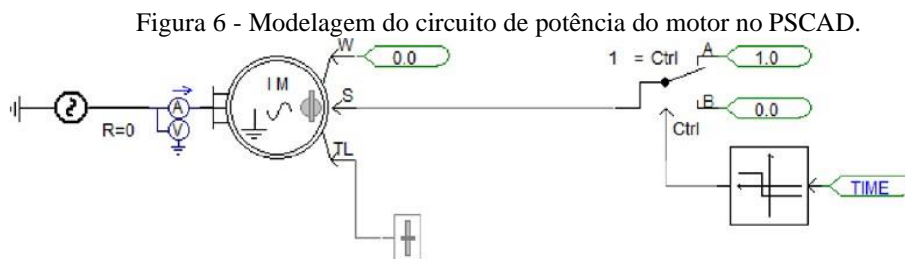 Figura 6 - Modelagem do circuito de potência do motor no PSCAD.
W
0.0
1 = Ctrl
A
1.0
I M
S
A
V
R=0
B
0.0
Ctrl
TL
TIME